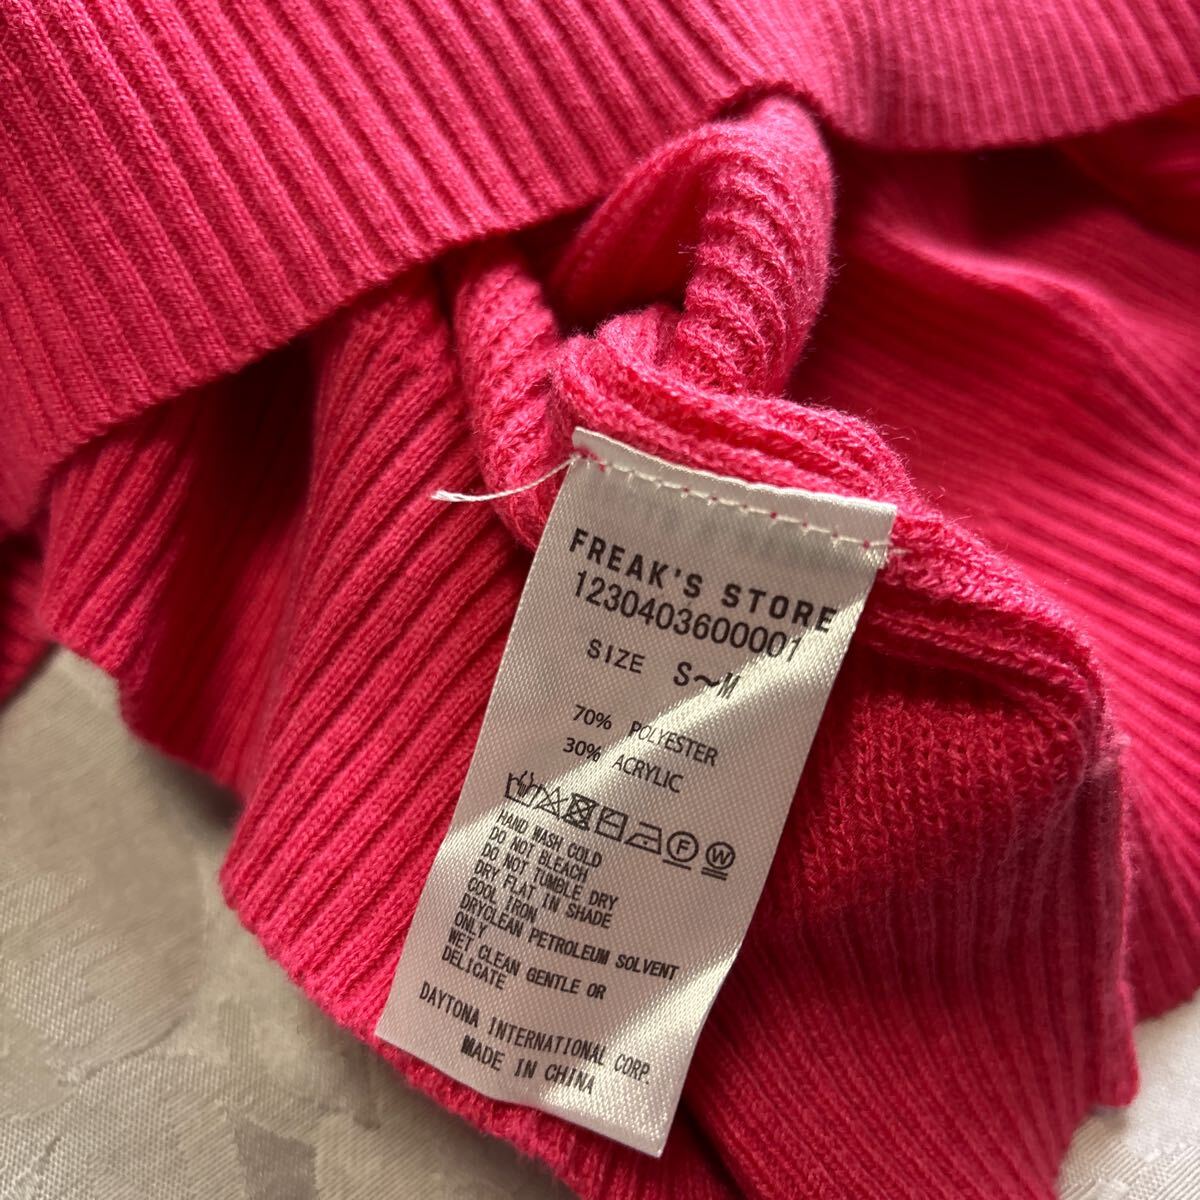 FREAK'S STORE
1230403600001
SIZE S～M
70% POLYESTER
30% ACRYLIC
F W
HAND WASH COLD
DO NOT BLEACH
DO NOT TUMBLE DRY
DRY FLAT IN SHADE
COOL IRON
DRYCLEAN PETROLEUM SOLVENT
ONLY
WET CLEAN GENTLE OR
DELICATE
DAYTONA INTERNATIONAL CORP.
MADE IN CHINA